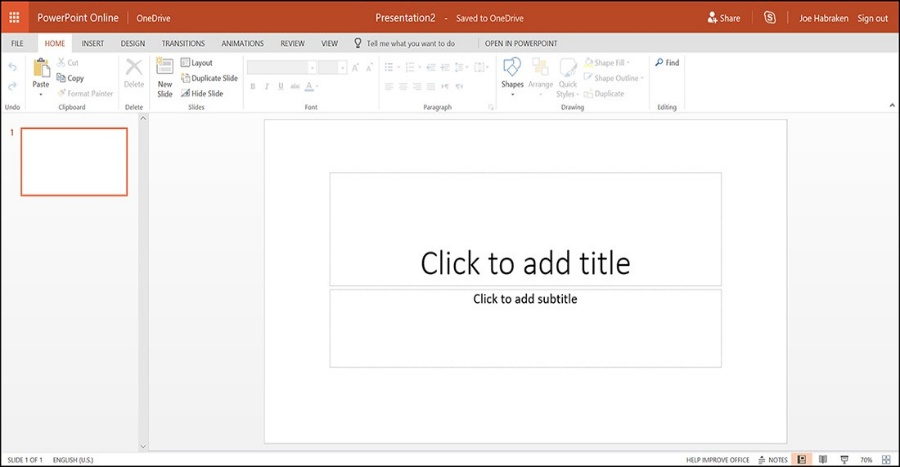 PowerPoint Online OneDrive Presentation2 - Saved to OneDrive Share Joe Habraken Sign out
FILE HOME INSERT DESIGN TRANSITIONS ANIMATIONS REVIEW VIEW Tell me what you want to do OPEN IN POWERPOINT
Paste
Cut
Copy
Format Painter
Delete
New
Slide
Layout
Duplicate Slide
Hide Slide
B I U abc A
Shapes
Arrange
Quick
Styles
Shape Fill
Shape Outline
Duplicate
Find
Undo Clipboard Delete Slides Font Paragraph Drawing Editing
1
Click to add title
Click to add subtitle
SLIDE 1 OF 1 ENGLISH (U.S.) HELP IMPROVE OFFICE NOTES 70%